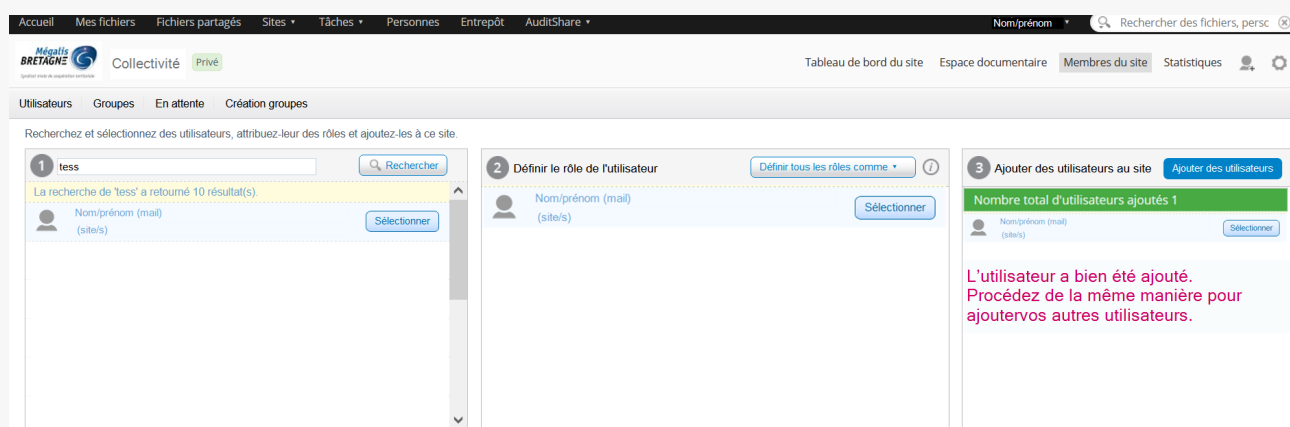 Accueil Mes fichiers Fichiers partagés Sites Tâches Personnes Entrepôt AuditShare Nom/prénom Rechercher des fichiers, persc
Mégalis
BRETAGNE
Collectivité Privé Tableau de bord du site Espace documentaire Membres du site Statistiques
Utilisateurs Groupes En attente Création groupes
Recherchez et sélectionnez des utilisateurs, attribuez-leur des rôles et ajoutez-les à ce site.
1 tess Rechercher
La recherche de 'tess' a retourné 10 résultat(s).
Nom/prénom (mail)
(site/s)
Sélectionner
2 Définir le rôle de l'utilisateur Définir tous les rôles comme i
Nom/prénom (mail)
(site/s)
Sélectionner
3 Ajouter des utilisateurs au site Ajouter des utilisateurs
Nombre total d'utilisateurs ajoutés 1
Nom/prénom (mail)
(site/s)
Sélectionner
L'utilisateur a bien été ajouté.
Procédez de la même manière pour
ajoutervos autres utilisateurs.